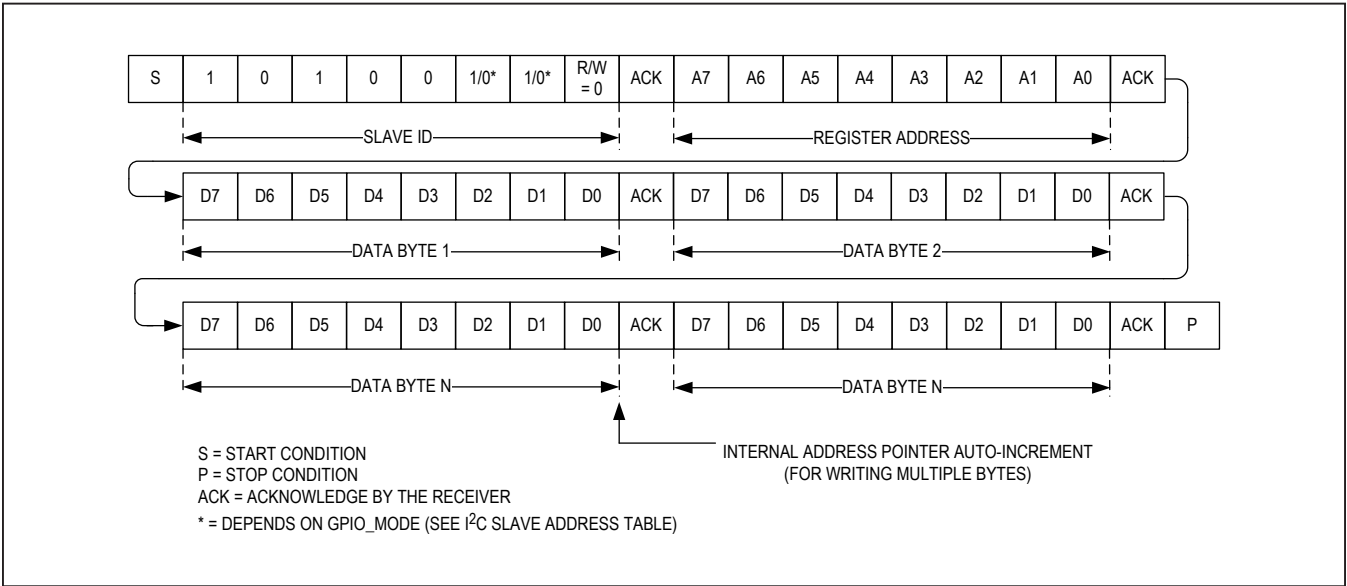 S 1 0 1 0 0 1/0* 1/0* R/W = 0 ACK A7 A6 A5 A4 A3 A2 A1 A0 ACK
SLAVE ID REGISTER ADDRESS
D7 D6 D5 D4 D3 D2 D1 D0 ACK D7 D6 D5 D4 D3 D2 D1 D0 ACK
DATA BYTE 1 DATA BYTE 2
D7 D6 D5 D4 D3 D2 D1 D0 ACK D7 D6 D5 D4 D3 D2 D1 D0 ACK P
DATA BYTE N DATA BYTE N
S = START CONDITION
P = STOP CONDITION
ACK = ACKNOWLEDGE BY THE RECEIVER
* = DEPENDS ON GPIO_MODE (SEE I²C SLAVE ADDRESS TABLE)
INTERNAL ADDRESS POINTER AUTO-INCREMENT
(FOR WRITING MULTIPLE BYTES)